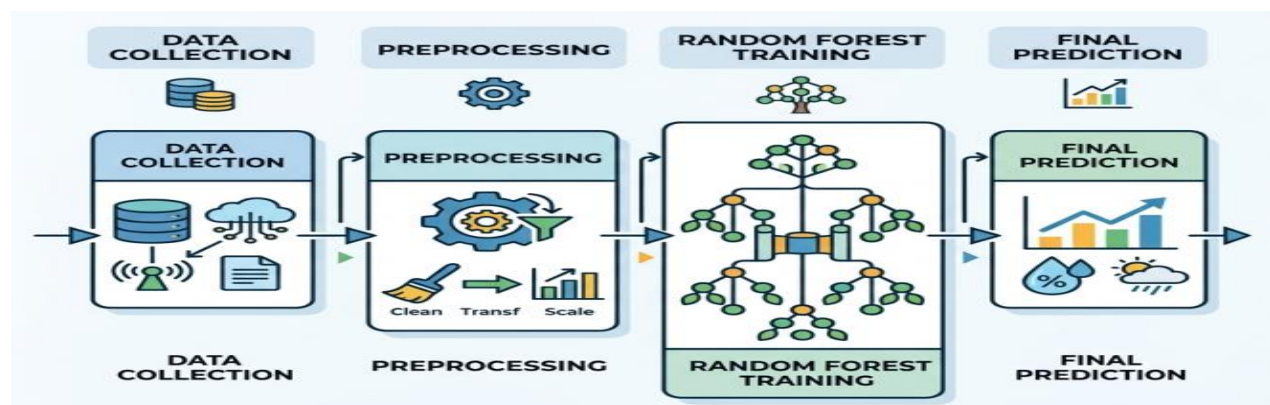 DATA
COLLECTION
PREPROCESSING
RANDOM FOREST
TRAINING
FINAL
PREDICTION
DATA
COLLECTION
PREPROCESSING
Clean Transf Scale
FINAL
PREDICTION
%
RANDOM FOREST
TRAINING
DATA
COLLECTION
PREPROCESSING
FINAL
PREDICTION